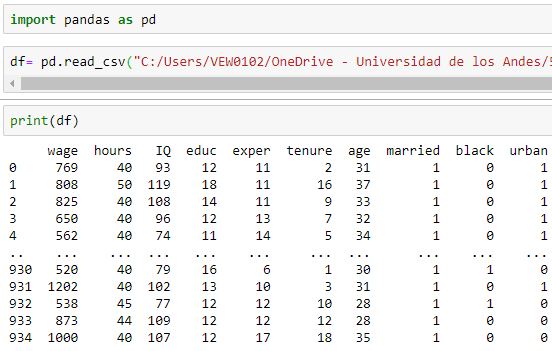 import pandas as pd
df= pd.read_csv("C:/Users/VEW0102/OneDrive - Universidad de los Andes/
print(df)
wage hours IQ educ exper tenure age married black urban
0 769 40 93 12 11 2 31 1 0 1
1 808 50 119 18 11 16 37 1 0 1
2 825 40 108 14 11 9 33 1 0 1
3 650 40 96 12 13 7 32 1 0 1
4 562 40 74 11 14 5 34 1 0 1
.. ... ... ... ... ... ... ... ... ... ...
930 520 40 79 16 6 1 30 1 1 0
931 1202 40 102 13 10 3 31 1 0 1
932 538 45 77 12 12 10 28 1 1 0
933 873 44 109 12 12 12 28 1 0 0
934 1000 40 107 12 17 18 35 1 0 0